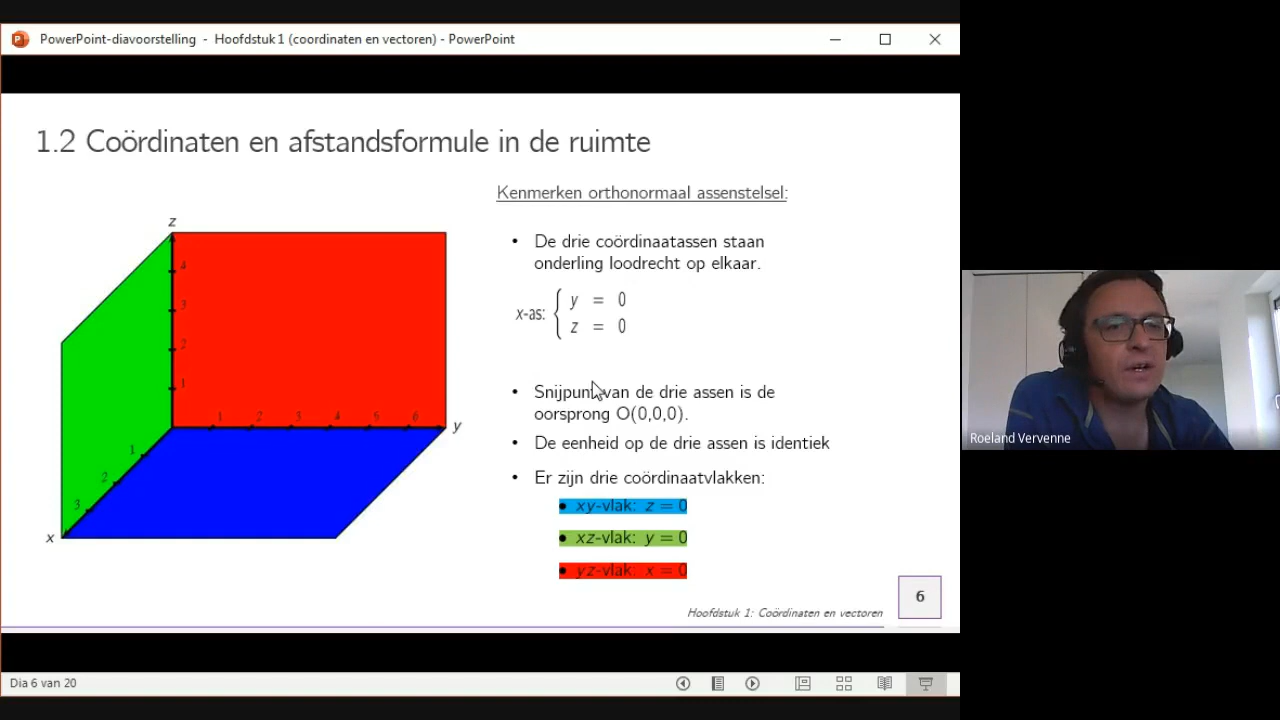 PowerPoint-diavoorstelling - Hoofdstuk 1 (coordinaten en vectoren) - PowerPoint
1.2 Coördinaten en afstandsformule in de ruimte
Kenmerken orthonormaal assenstelsel:
• De drie coördinaatassen staan
onderling loodrecht op elkaar.
x-as: { y = 0
z = 0
• Snijpunt van de drie assen is de
oorsprong O(0,0,0).
• De eenheid op de drie assen is identiek
• Er zijn drie coördinaatvlakken:
• xy-vlak: z = 0
• xz-vlak: y = 0
• yz-vlak: x = 0
z
4
3
2
1
1 2 3 4 5 6
y
1
2
3
x
6
Hoofdstuk 1: Coördinaten en vectoren
Dia 6 van 20
Roeland Vervenne